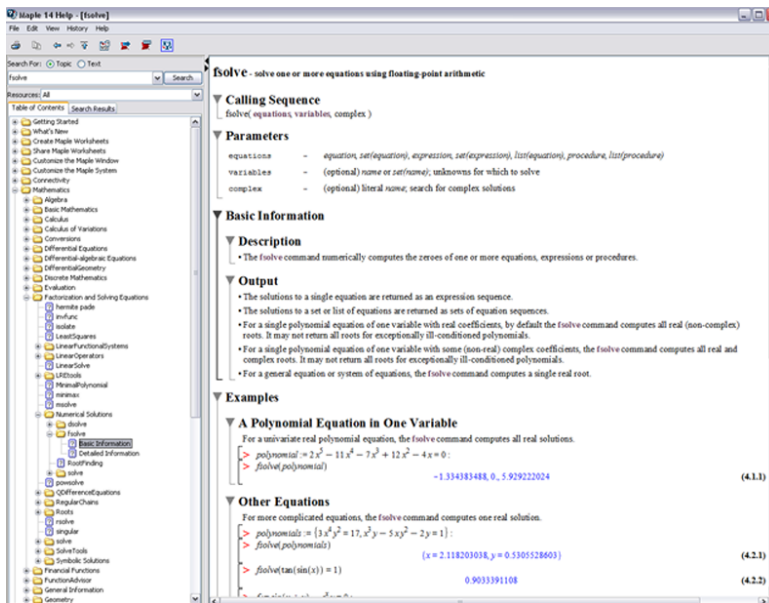 Maple 14 Help - [fsolve]
File Edit View History Help
Search For: Topic Text
fsolve Search
Resources: All
Table of Contents Search Results
Getting Started
What's New
Create Maple Worksheets
Share Maple Worksheets
Customize the Maple Window
Customize the Maple System
Connectivity
Mathematics
Algebra
Basic Mathematics
Calculus
Calculus of Variations
Conversions
Differential Equations
Differential-algebraic Equations
DifferentialGeometry
Discrete Mathematics
Evaluation
Factorization and Solving Equations
hermite pade
invfunc
isolate
LeastSquares
LinearFunctionalSystems
LinearOperators
LinearSolve
LREtools
MinimalPolynomial
minimax
msolve
Numerical Solutions
dsolve
fsolve
Basic Information
Detailed Information
RootFinding
solve
powsolve
QDifferenceEquations
RegularChains
Roots
rsolve
singular
solve
SolveTools
Symbolic Solutions
Financial Functions
FunctionAdvisor
General Information
Geometry
fsolve - solve one or more equations using floating-point arithmetic
Calling Sequence
fsolve( equations, variables, complex )
Parameters
equations - equation, set(equation), expression, set(expression), list(equation), procedure, list(procedure)
variables - (optional) name or set(name); unknowns for which to solve
complex - (optional) literal name; search for complex solutions
Basic Information
Description
• The fsolve command numerically computes the zeroes of one or more equations, expressions or procedures.
Output
• The solutions to a single equation are returned as an expression sequence.
• The solutions to a set or list of equations are returned as sets of equation sequences.
• For a single polynomial equation of one variable with real coefficients, by default the fsolve command computes all real (non-complex)
roots. It may not return all roots for exceptionally ill-conditioned polynomials.
• For a single polynomial equation of one variable with some (non-real) complex coefficients, the fsolve command computes all real and
complex roots. It may not return all roots for exceptionally ill-conditioned polynomials.
• For a general equation or system of equations, the fsolve command computes a single real root.
Examples
A Polynomial Equation in One Variable
For a univariate real polynomial equation, the fsolve command computes all real solutions.
> polynomial := 2 x⁵ − 11 x⁴ − 7 x³ + 12 x² − 4 x = 0 :
> fsolve(polynomial)
−1.334383488, 0., 5.929222024 (4.1.1)
Other Equations
For more complicated equations, the fsolve command computes one real solution.
> polynomials := {3 x⁴ y² = 17, x³ y − 5 x y² − 2 y = 1} :
> fsolve(polynomials)
{x = 2.118203038, y = 0.5305528603} (4.2.1)
> fsolve(tan(sin(x)) = 1)
0.9033391108 (4.2.2)